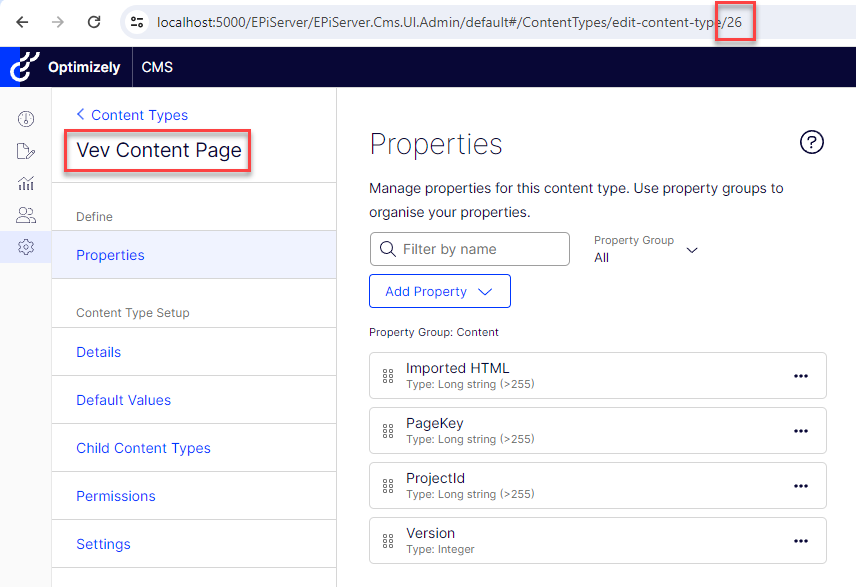 localhost:5000/EPiServer/EPiServer.Cms.UI.Admin/default#/ContentTypes/edit-content-type/26
Optimizely
CMS
Content Types
Vev Content Page
Define
Properties
Content Type Setup
Details
Default Values
Child Content Types
Permissions
Settings
Properties
?
Manage properties for this content type. Use property groups to
organise your properties.
Filter by name
Property Group
All
Add Property
Property Group: Content
Imported HTML
Type: Long string (>255)
PageKey
Type: Long string (>255)
ProjectId
Type: Long string (>255)
Version
Type: Integer